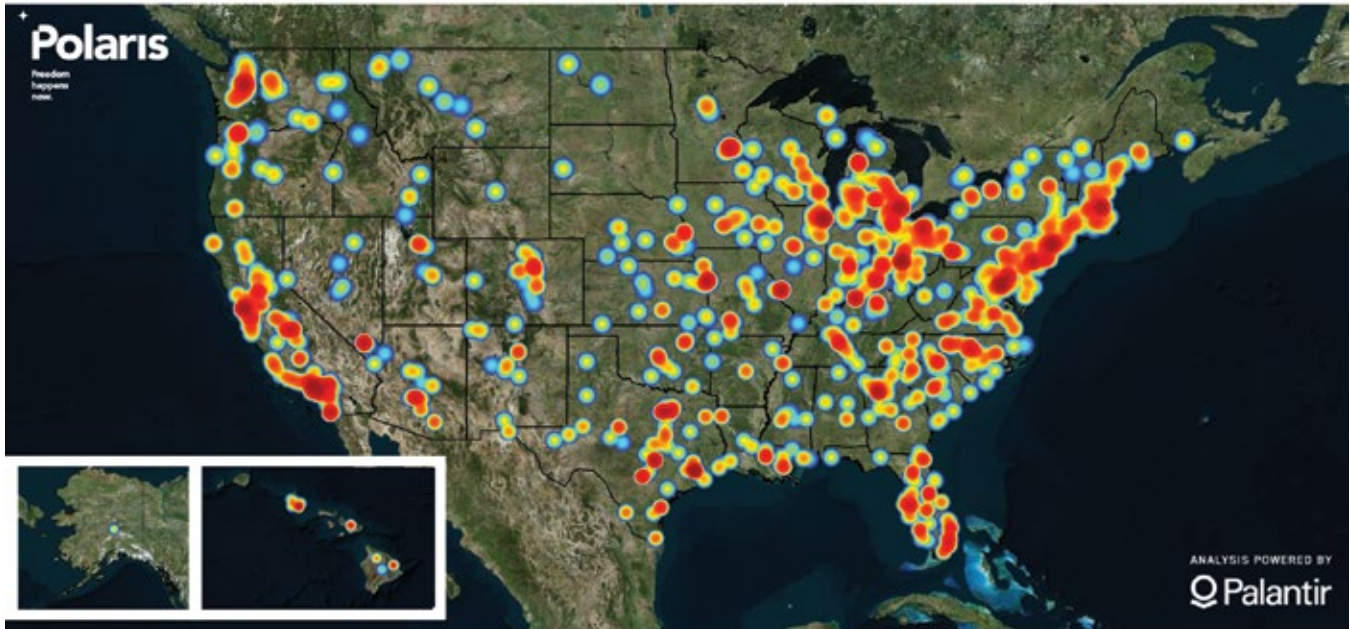 Polaris
Freedom
happens
now.
ANALYSIS POWERED BY
Palantir